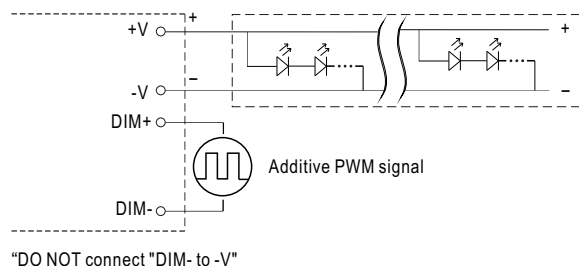 +V
+
+
-V
−
−
DIM+
Additive PWM signal
DIM-
“DO NOT connect "DIM- to -V"